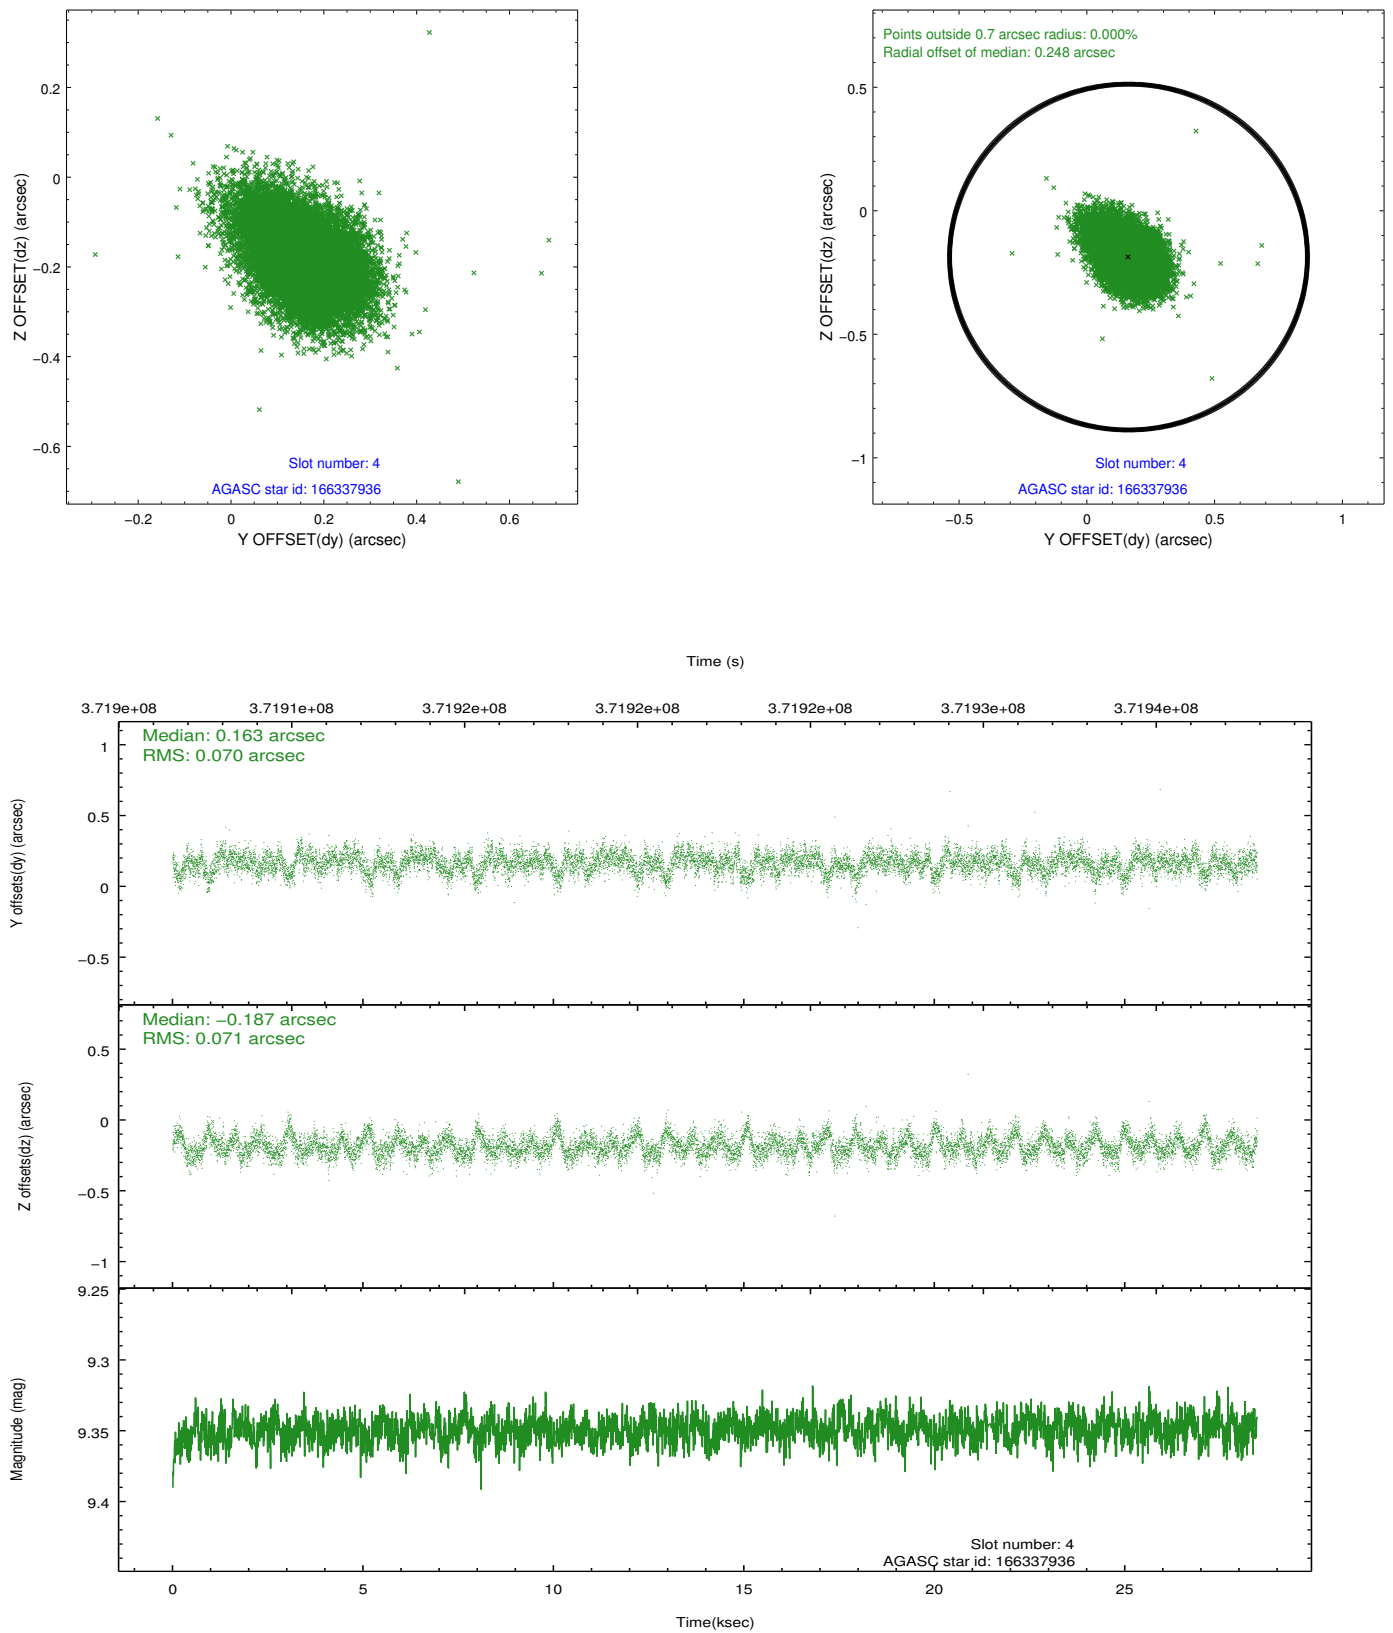 0.2
0
−0.2
−0.4
−0.6
Z OFFSET(dz) (arcsec)
Slot number: 4
AGASC star id: 166337936
−0.2 0 0.2 0.4 0.6
Y OFFSET(dy) (arcsec)
Points outside 0.7 arcsec radius: 0.000%
Radial offset of median: 0.248 arcsec
0.5
0
−0.5
−1
Z OFFSET(dz) (arcsec)
Slot number: 4
AGASC star id: 166337936
−0.5 0 0.5 1
Y OFFSET(dy) (arcsec)
Time (s)
3.719e+08 3.7191e+08 3.7192e+08 3.7192e+08 3.7192e+08 3.7193e+08 3.7194e+08
Median: 0.163 arcsec
RMS: 0.070 arcsec
1
0.5
0
−0.5
Y offsets(dy) (arcsec)
Median: −0.187 arcsec
RMS: 0.071 arcsec
0.5
0
−0.5
−1
Z offsets(dz) (arcsec)
9.25
9.3
9.35
9.4
Magnitude (mag)
Slot number: 4
AGASC star id: 166337936
0 5 10 15 20 25
Time(ksec)